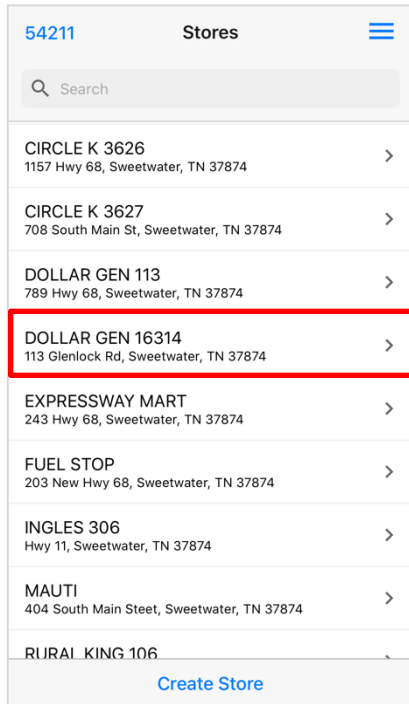 54211
Stores
Search
CIRCLE K 3626
1157 Hwy 68, Sweetwater, TN 37874
CIRCLE K 3627
708 South Main St, Sweetwater, TN 37874
DOLLAR GEN 113
789 Hwy 68, Sweetwater, TN 37874
DOLLAR GEN 16314
113 Glenlock Rd, Sweetwater, TN 37874
EXPRESSWAY MART
243 Hwy 68, Sweetwater, TN 37874
FUEL STOP
203 New Hwy 68, Sweetwater, TN 37874
INGLES 306
Hwy 11, Sweetwater, TN 37874
MAUTI
404 South Main Steet, Sweetwater, TN 37874
RURAL KING 106
Create Store